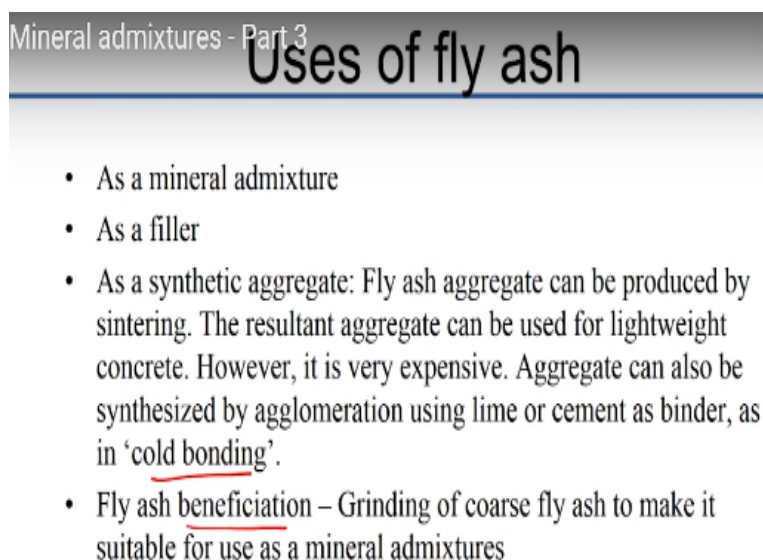 Mineral admixtures - Part 3
Uses of fly ash
• As a mineral admixture
• As a filler
• As a synthetic aggregate: Fly ash aggregate can be produced by
sintering. The resultant aggregate can be used for lightweight
concrete. However, it is very expensive. Aggregate can also be
synthesized by agglomeration using lime or cement as binder, as
in ‘cold bonding’.
• Fly ash beneficiation – Grinding of coarse fly ash to make it
suitable for use as a mineral admixtures